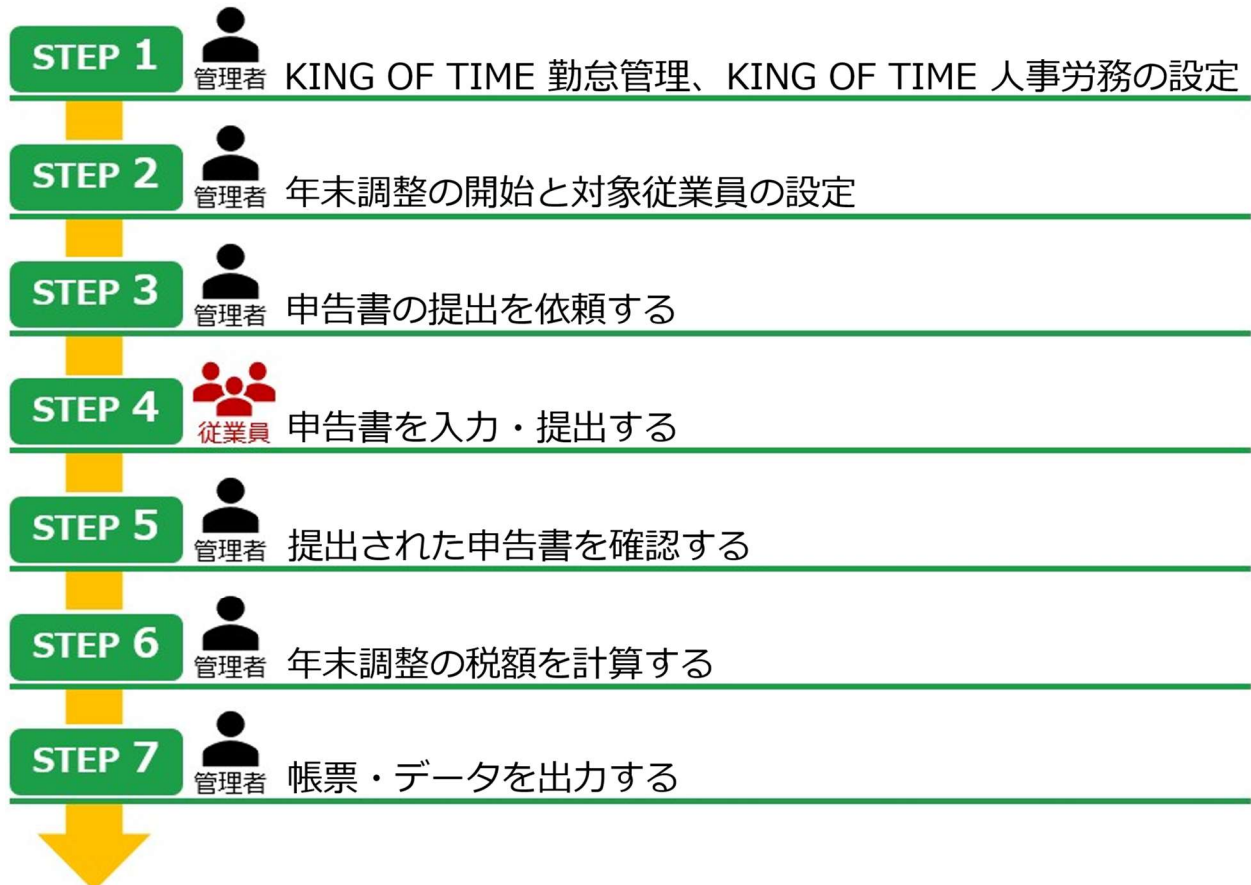 STEP 1
管理者 KING OF TIME 勤怠管理、KING OF TIME 人事労務の設定
STEP 2
管理者 年末調整の開始と対象従業員の設定
STEP 3
管理者 申告書の提出を依頼する
STEP 4
従業員 申告書を入力・提出する
STEP 5
管理者 提出された申告書を確認する
STEP 6
管理者 年末調整の税額を計算する
STEP 7
管理者 帳票・データを出力する